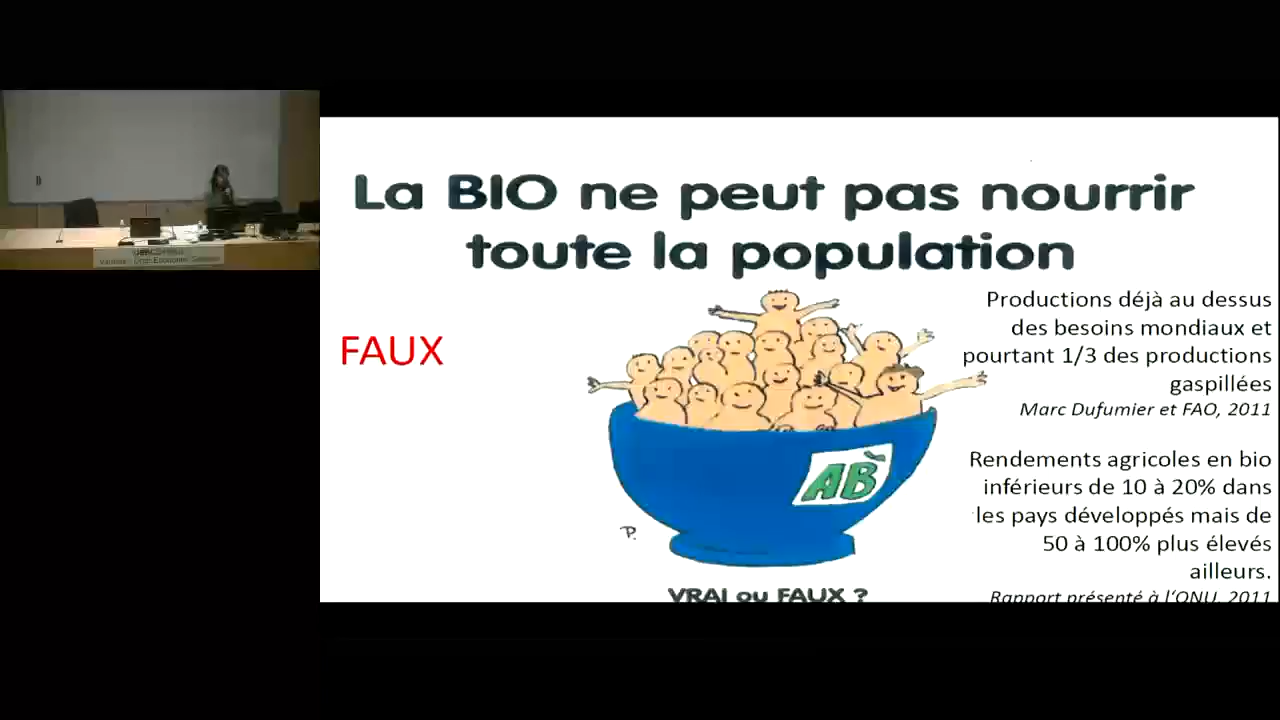 La BIO ne peut pas nourrir
toute la population
FAUX
Productions déjà au dessus
des besoins mondiaux et
pourtant 1/3 des productions
gaspillées
Marc Dufumier et FAO, 2011
AB
Rendements agricoles en bio
inférieurs de 10 à 20% dans
les pays développés mais de
50 à 100% plus élevés
ailleurs.
Rapport présenté à l'ONU, 2011
P.
VRAI ou FAUX ?